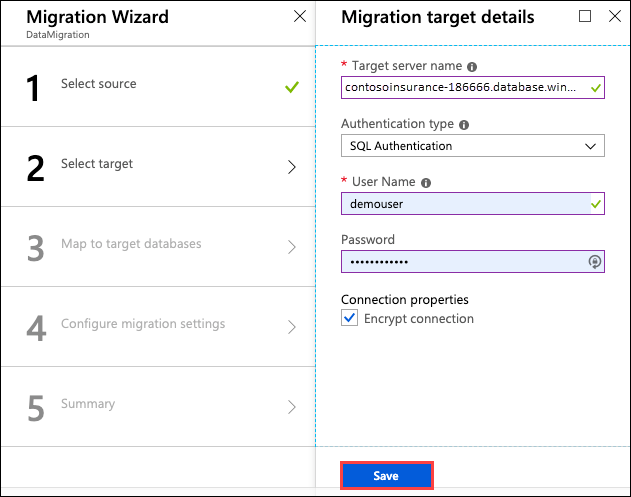 Migration Wizard
DataMigration
1 Select source
2 Select target
3 Map to target databases
4 Configure migration settings
5 Summary
Migration target details
* Target server name
contosoinsurance-186666.database.win...
Authentication type
SQL Authentication
* User Name
demouser
Password
••••••••••••
Connection properties
Encrypt connection
Save